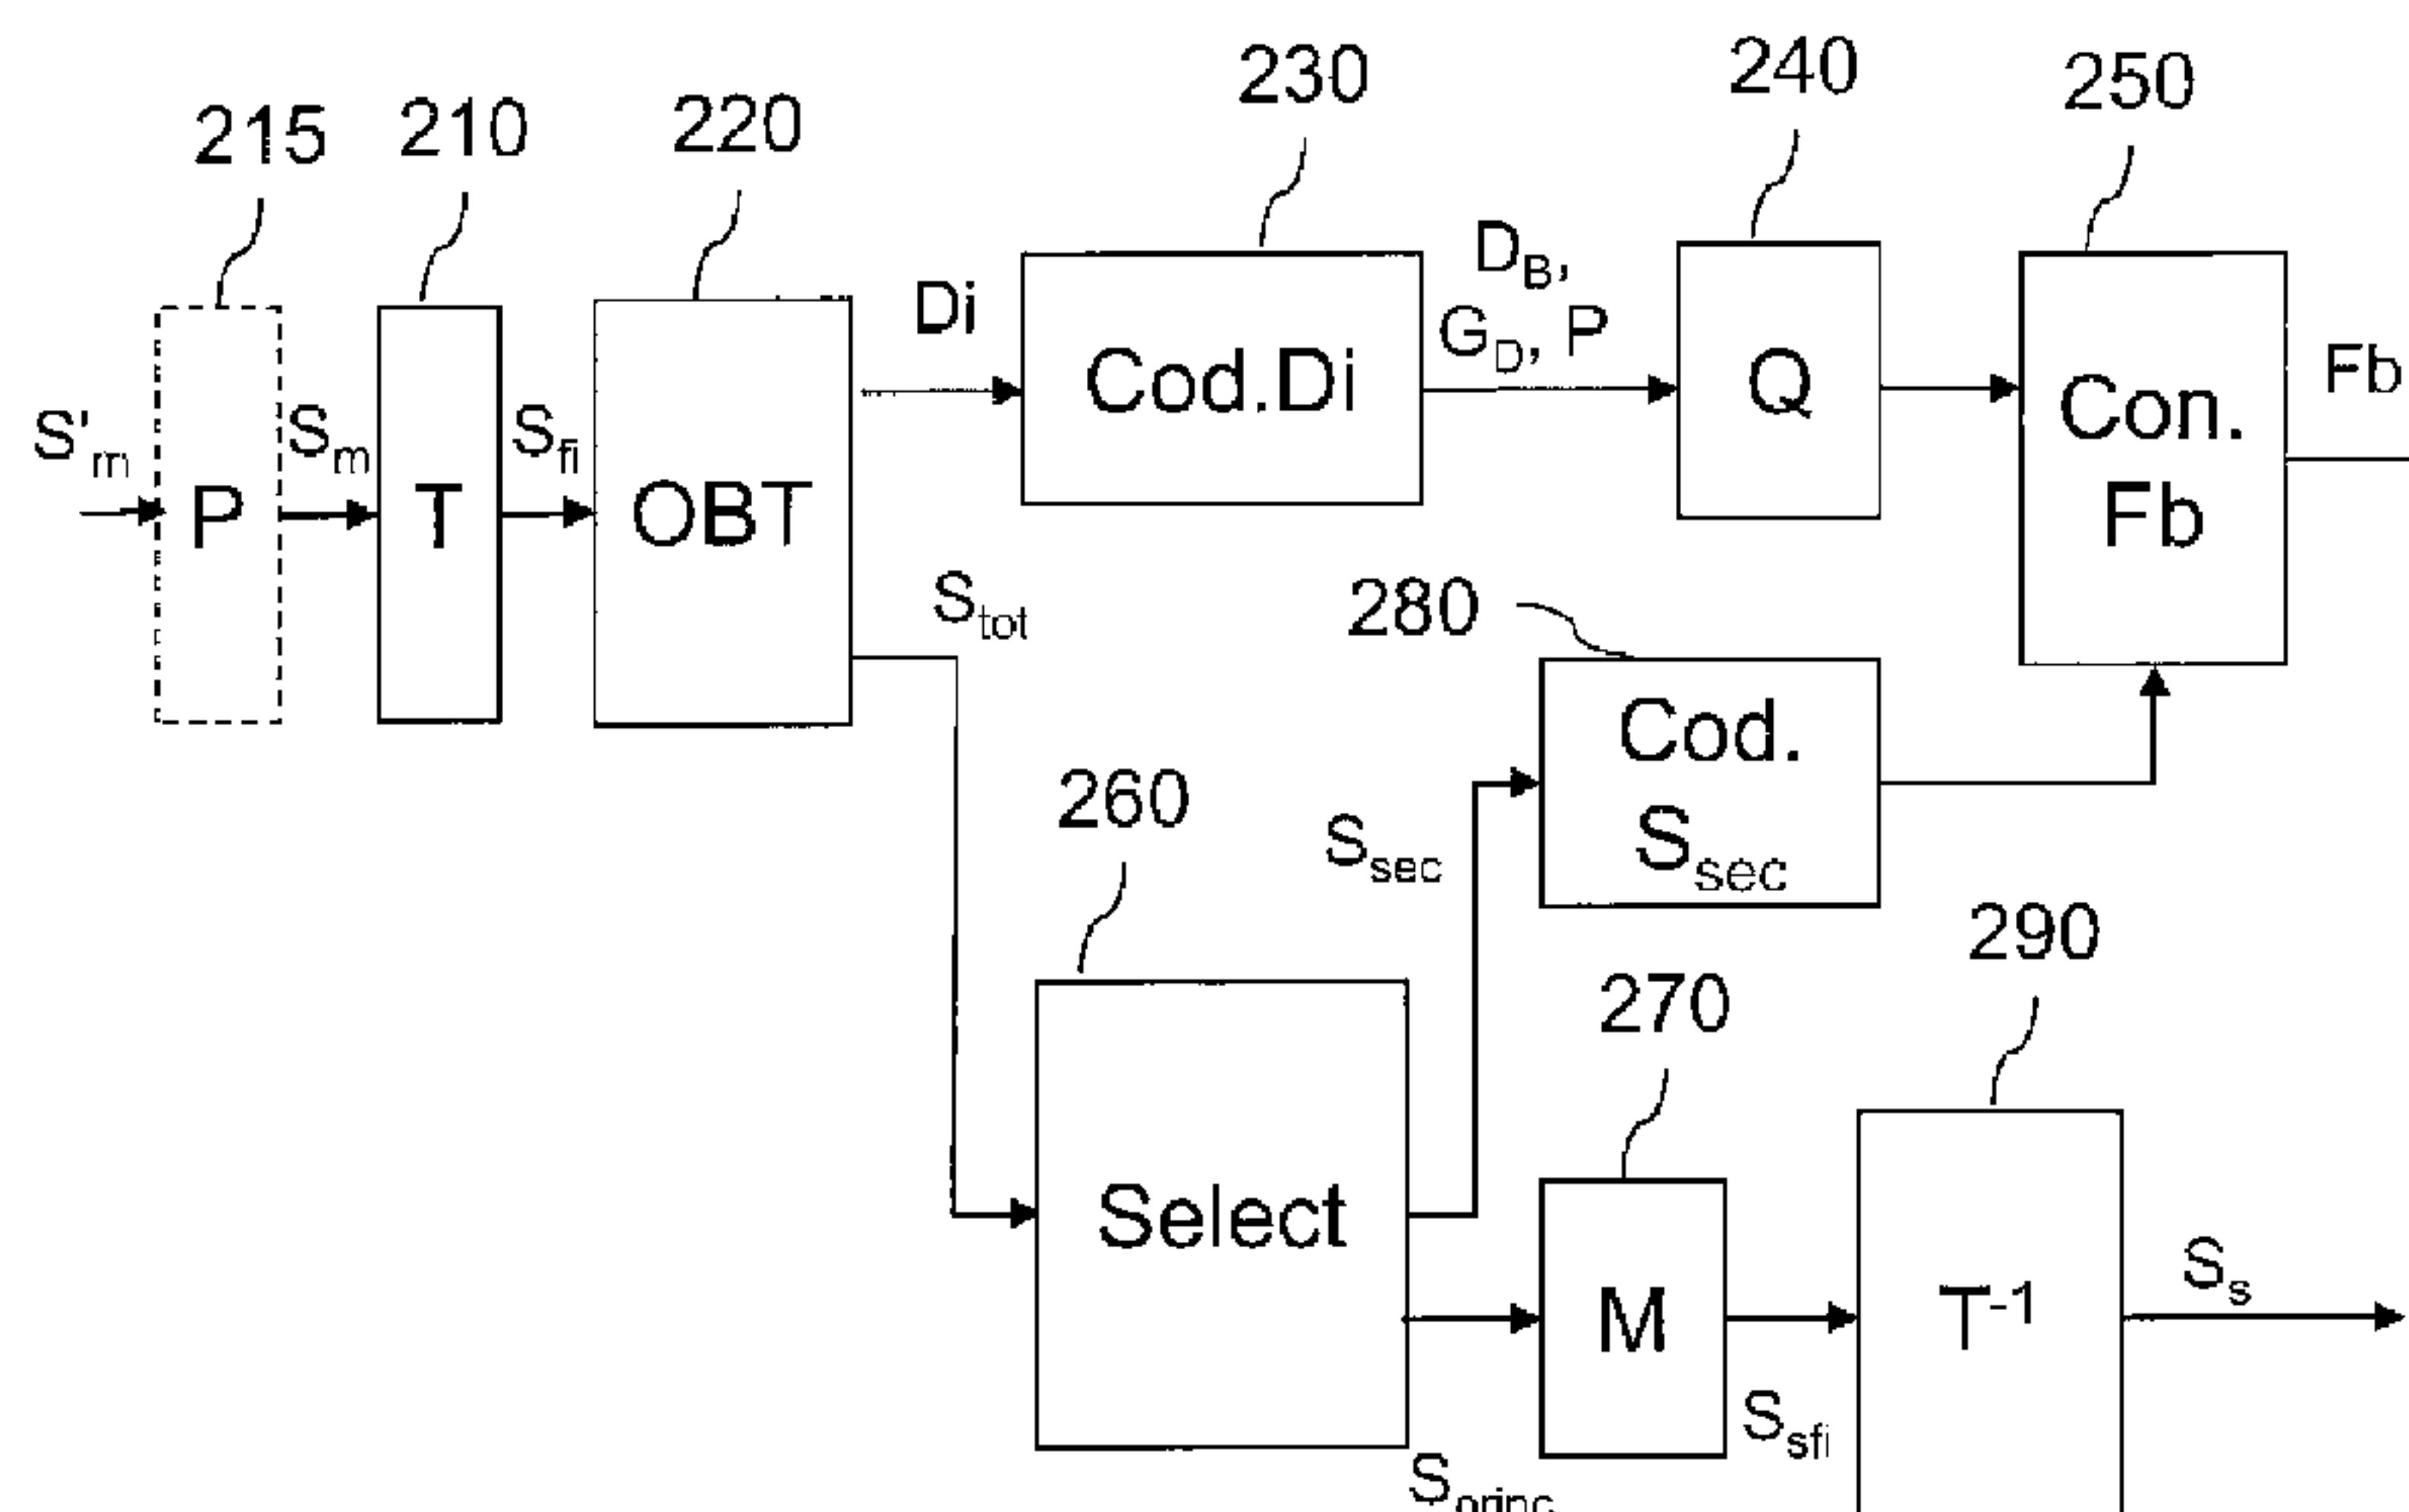 215
210
220
230
240
250
S'm
P
Sm
T
Sfi
OBT
Di
Cod.Di
DB,
GD, P
Q
Con.
Fb
Fb
Stot
280
Cod.
Ssec
Ssec
260
Select
270
M
290
T-1
Ss
Ssfi
Sprinc